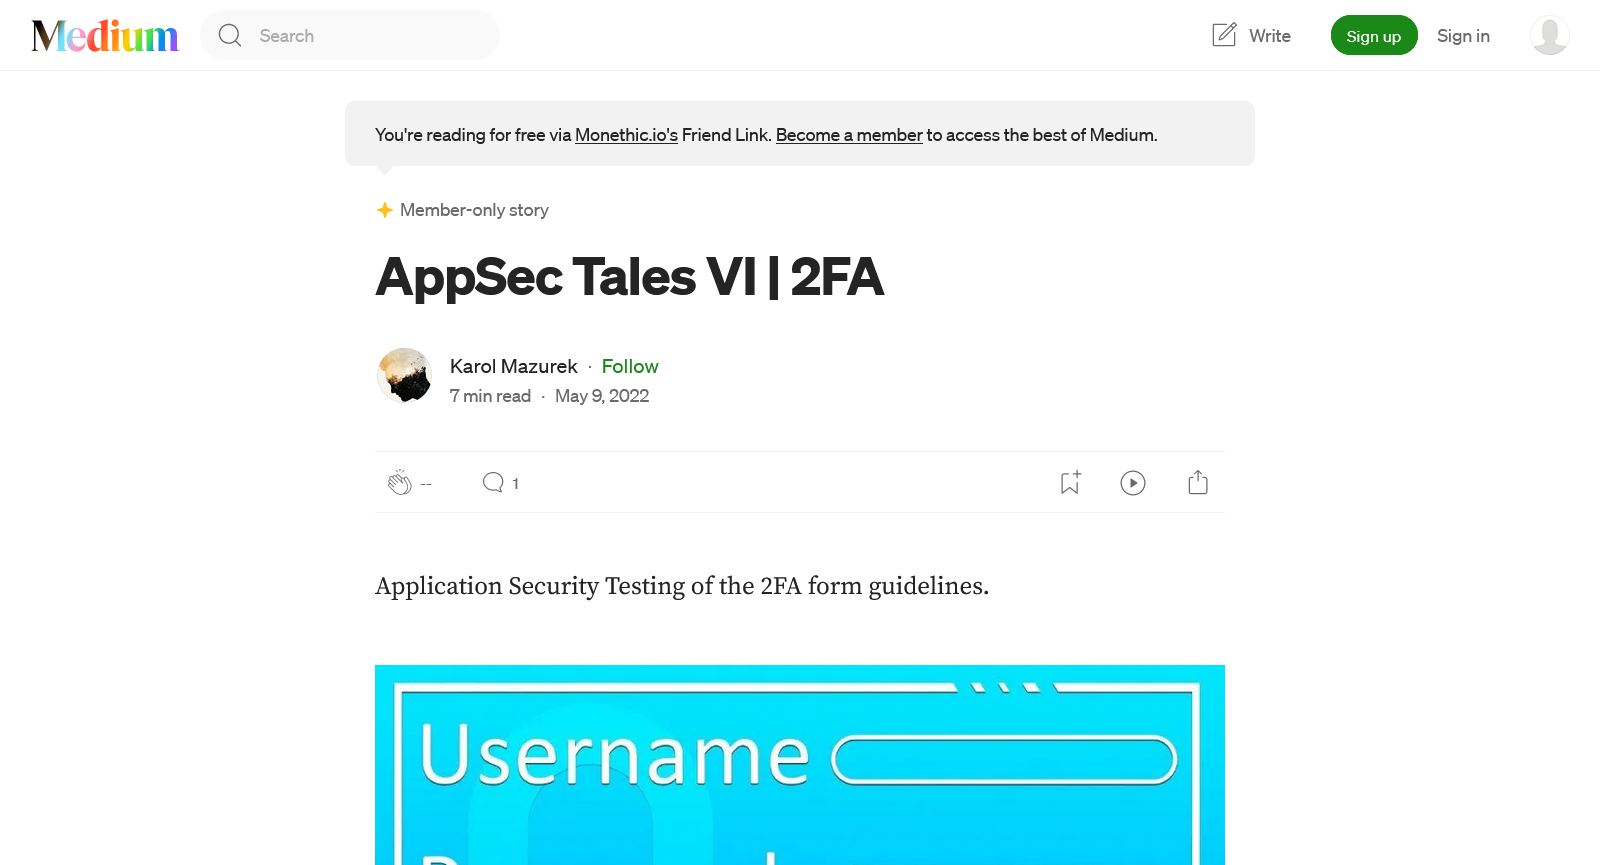 Medium
Search
Write
Sign up
Sign in
You're reading for free via Monethic.io's Friend Link. Become a member to access the best of Medium.
Member-only story
AppSec Tales VI | 2FA
Karol Mazurek · Follow
7 min read · May 9, 2022
--
1
Application Security Testing of the 2FA form guidelines.
Username